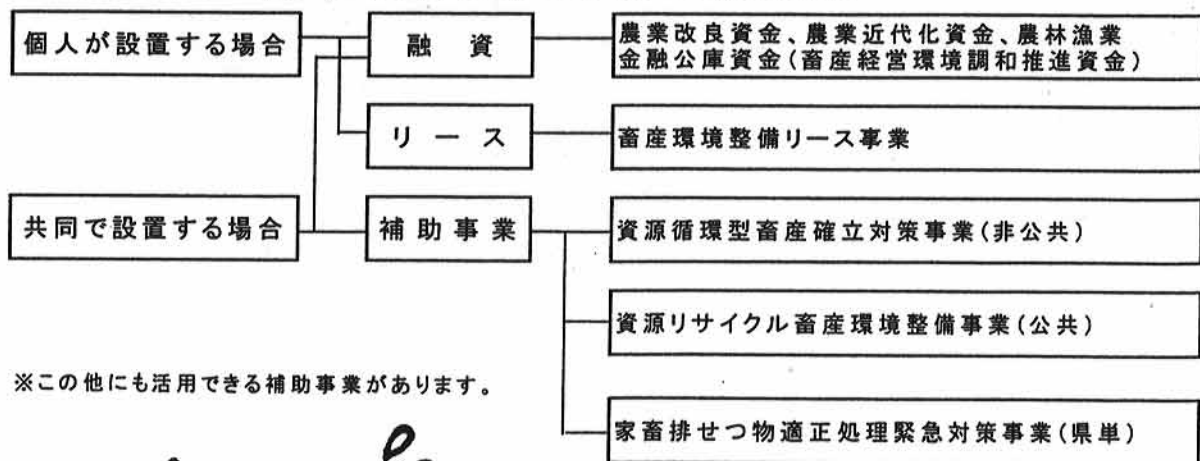 個人が設置する場合
融資
農業改良資金、農業近代化資金、農林漁業
金融公庫資金(畜産経営環境調和推進資金)
リース
畜産環境整備リース事業
共同で設置する場合
補助事業
資源循環型畜産確立対策事業(非公共)
資源リサイクル畜産環境整備事業(公共)
※この他にも活用できる補助事業があります。
家畜排せつ物適正処理緊急対策事業(県単)